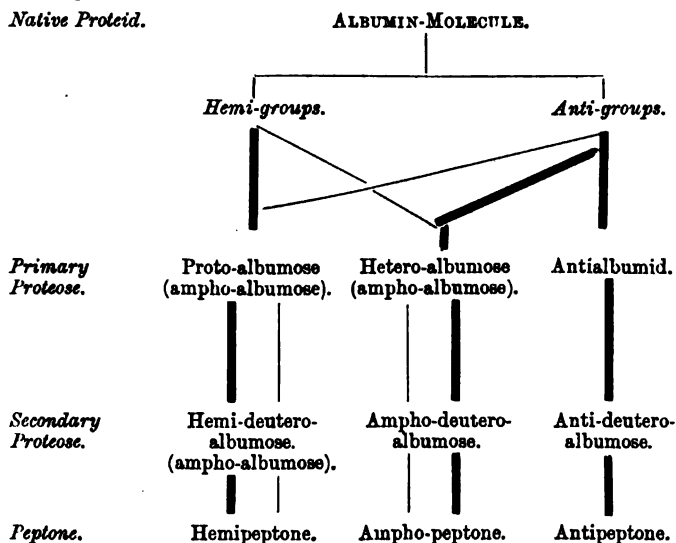 Native Proteid. ALBUMIN-MOLECULE.
Hemi-groups. Anti-groups.
Primary Proto-albumose Hetero-albumose Antialbumid.
Proteose. (ampho-albumose). (ampho-albumose).
Secondary Hemi-deutero- Ampho-deutero- Anti-deutero-
Proteose. albumose. albumose. albumose.
(ampho-albumose).
Peptone. Hemipeptone. Ampho-peptone. Antipeptone.